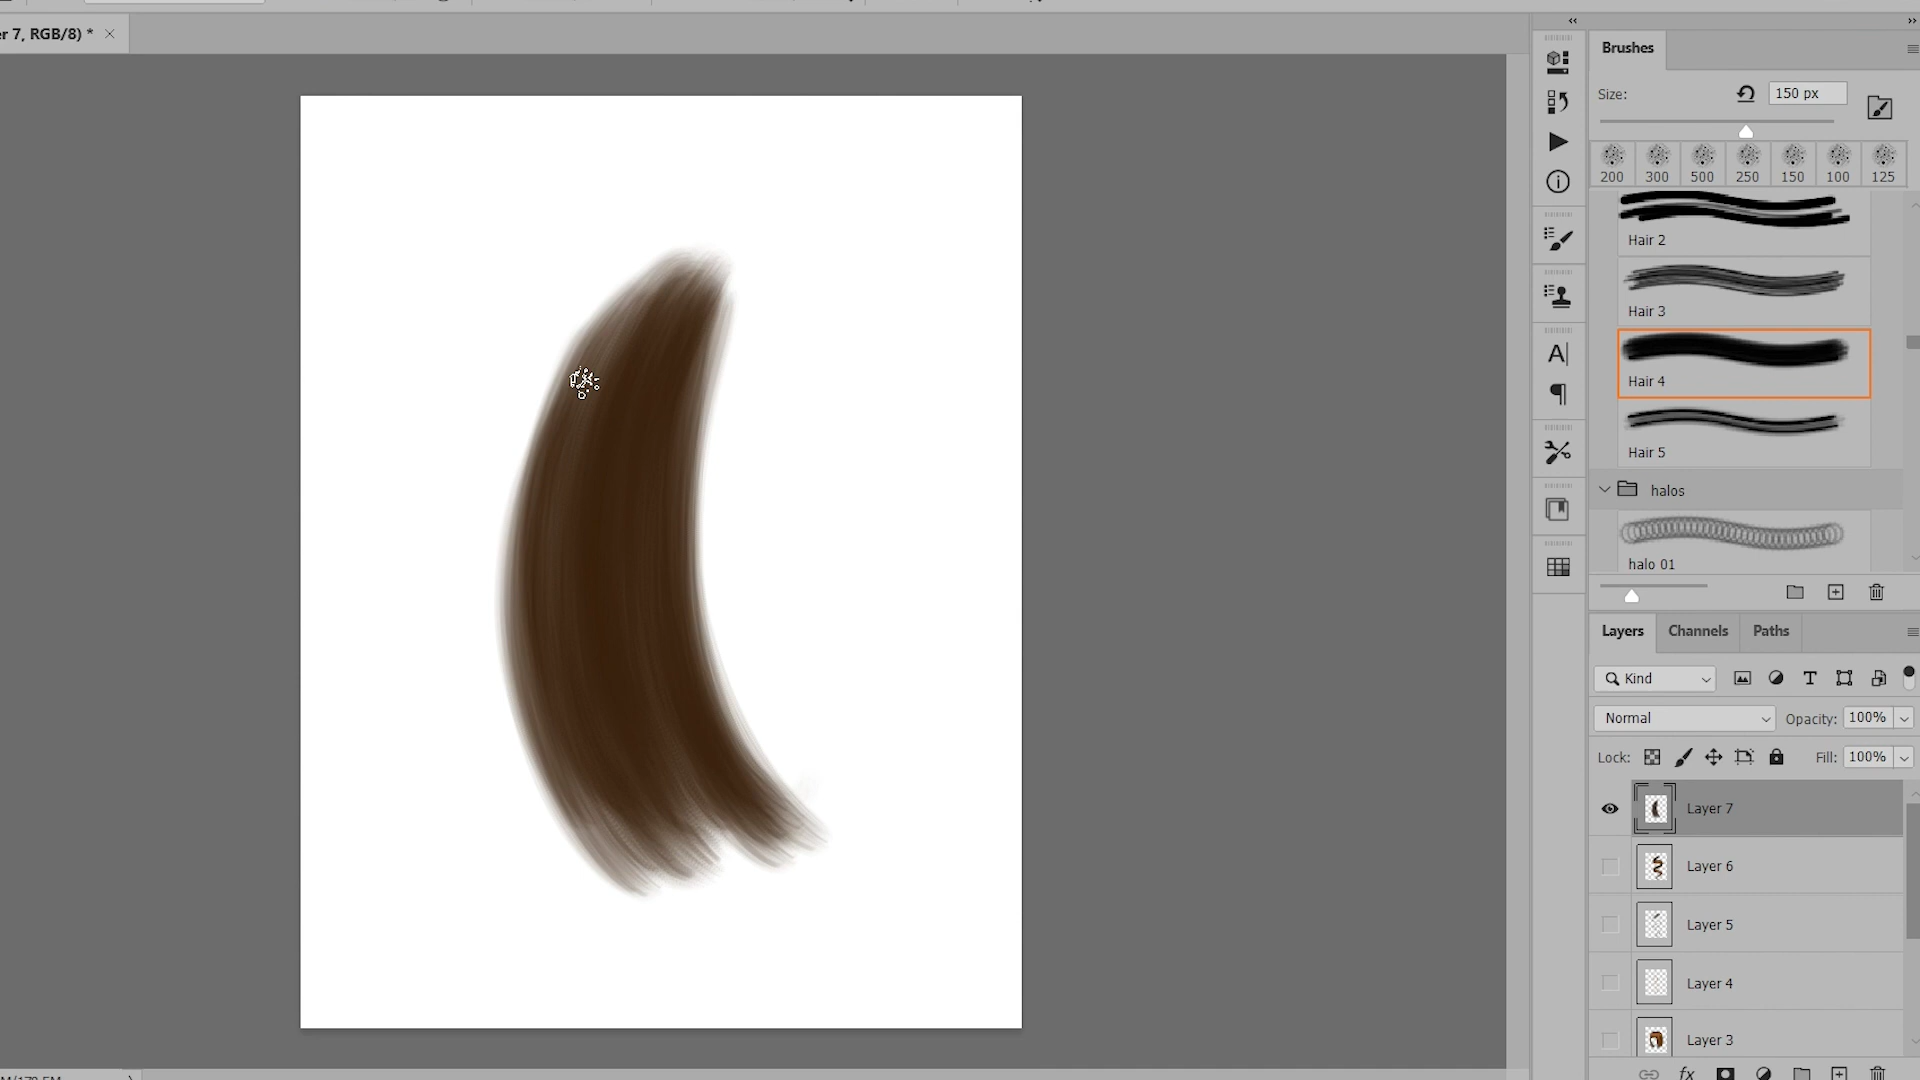 er 7, RGB/8) *
Brushes
Size:
150 px
200 300 500 250 150 100 125
Hair 2
Hair 3
Hair 4
Hair 5
halos
halo 01
Layers Channels Paths
Kind
Normal Opacity: 100%
Lock: Fill: 100%
Layer 7
Layer 6
Layer 5
Layer 4
Layer 3
fx